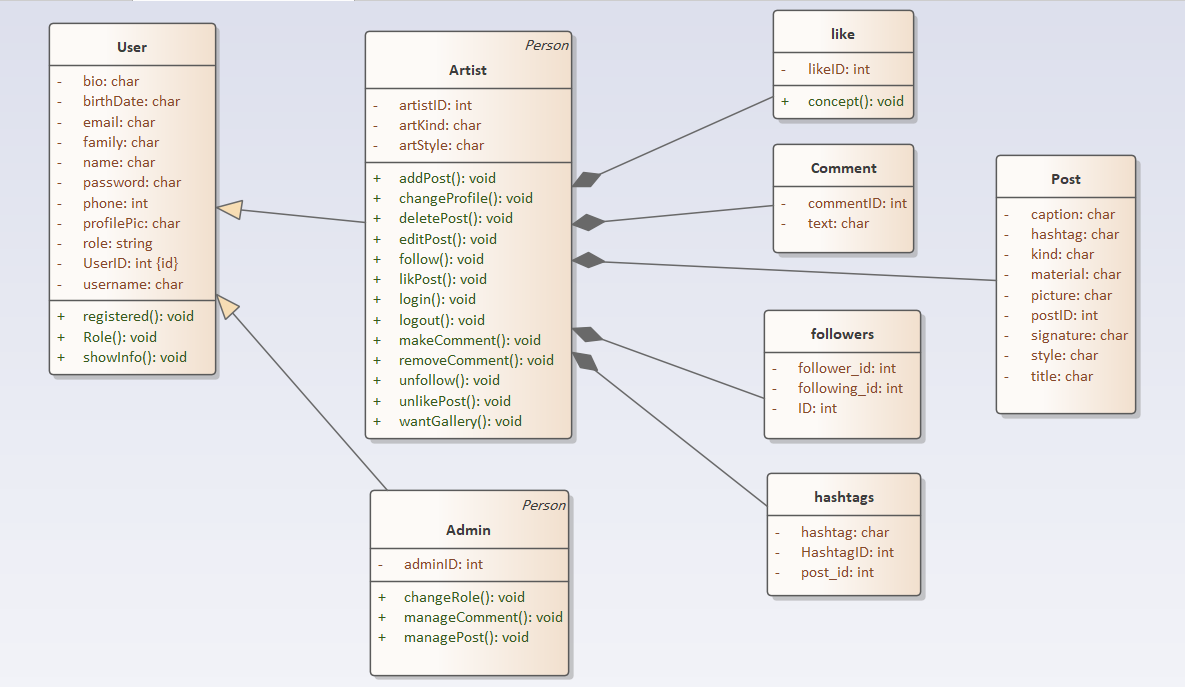 User
- bio: char
- birthDate: char
- email: char
- family: char
- name: char
- password: char
- phone: int
- profilePic: char
- role: string
- UserID: int {id}
- username: char
+ registered(): void
+ Role(): void
+ showInfo(): void
Person
Artist
- artistID: int
- artKind: char
- artStyle: char
+ addPost(): void
+ changeProfile(): void
+ deletePost(): void
+ editPost(): void
+ follow(): void
+ likPost(): void
+ login(): void
+ logout(): void
+ makeComment(): void
+ removeComment(): void
+ unfollow(): void
+ unlikePost(): void
+ wantGallery(): void
Person
Admin
- adminID: int
+ changeRole(): void
+ manageComment(): void
+ managePost(): void
like
- likeID: int
+ concept(): void
Comment
- commentID: int
- text: char
followers
- follower_id: int
- following_id: int
- ID: int
hashtags
- hashtag: char
- HashtagID: int
- post_id: int
Post
- caption: char
- hashtag: char
- kind: char
- material: char
- picture: char
- postID: int
- signature: char
- style: char
- title: char